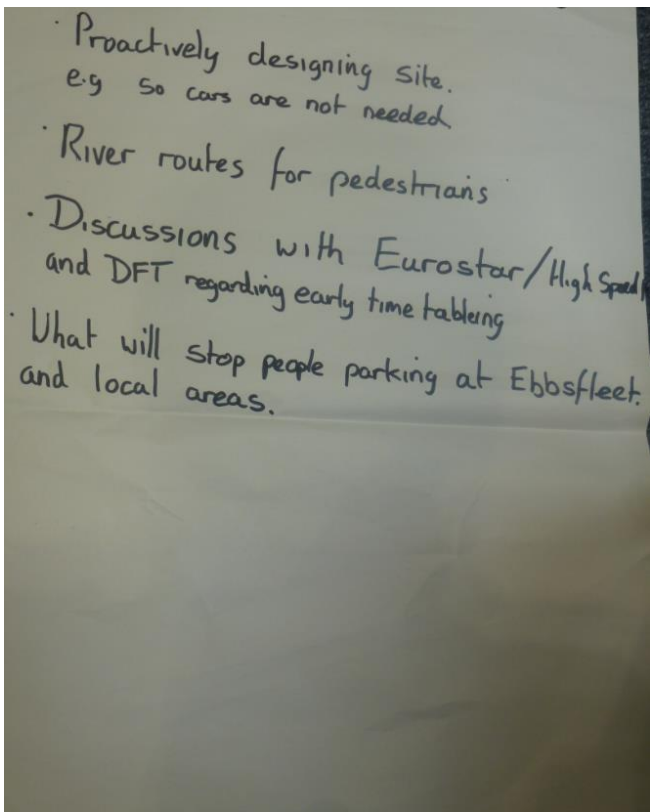 · Proactively designing site.
e.g so cars are not needed
· River routes for pedestrians
· Discussions with Eurostar/High Speed
and DFT regarding early time tableing
· What will stop people parking at Ebbsfleet.
and local areas.